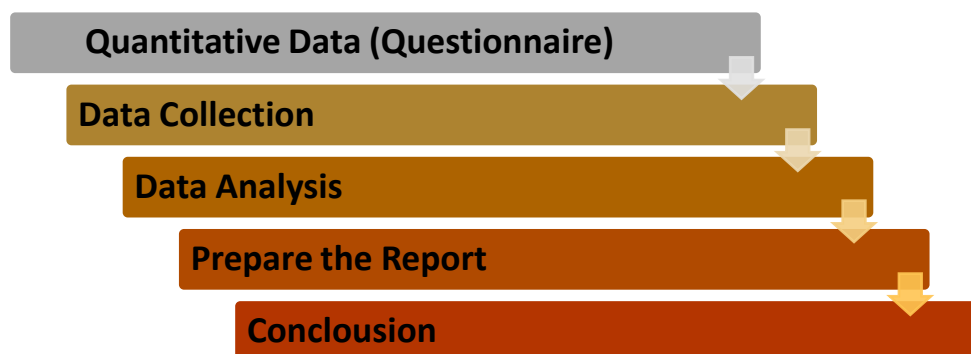 Quantitative Data (Questionnaire)
Data Collection
Data Analysis
Prepare the Report
Conclousion